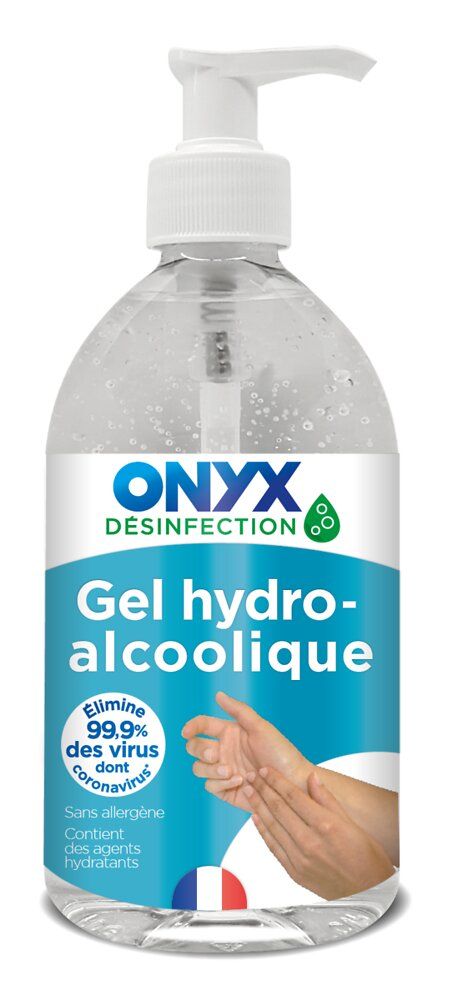 ONYX
DÉSINFECTION
Gel hydro-
alcoolique
Élimine
99,9%
des virus
dont
coronavirus*
Sans allergène
Contient
des agents
hydratants